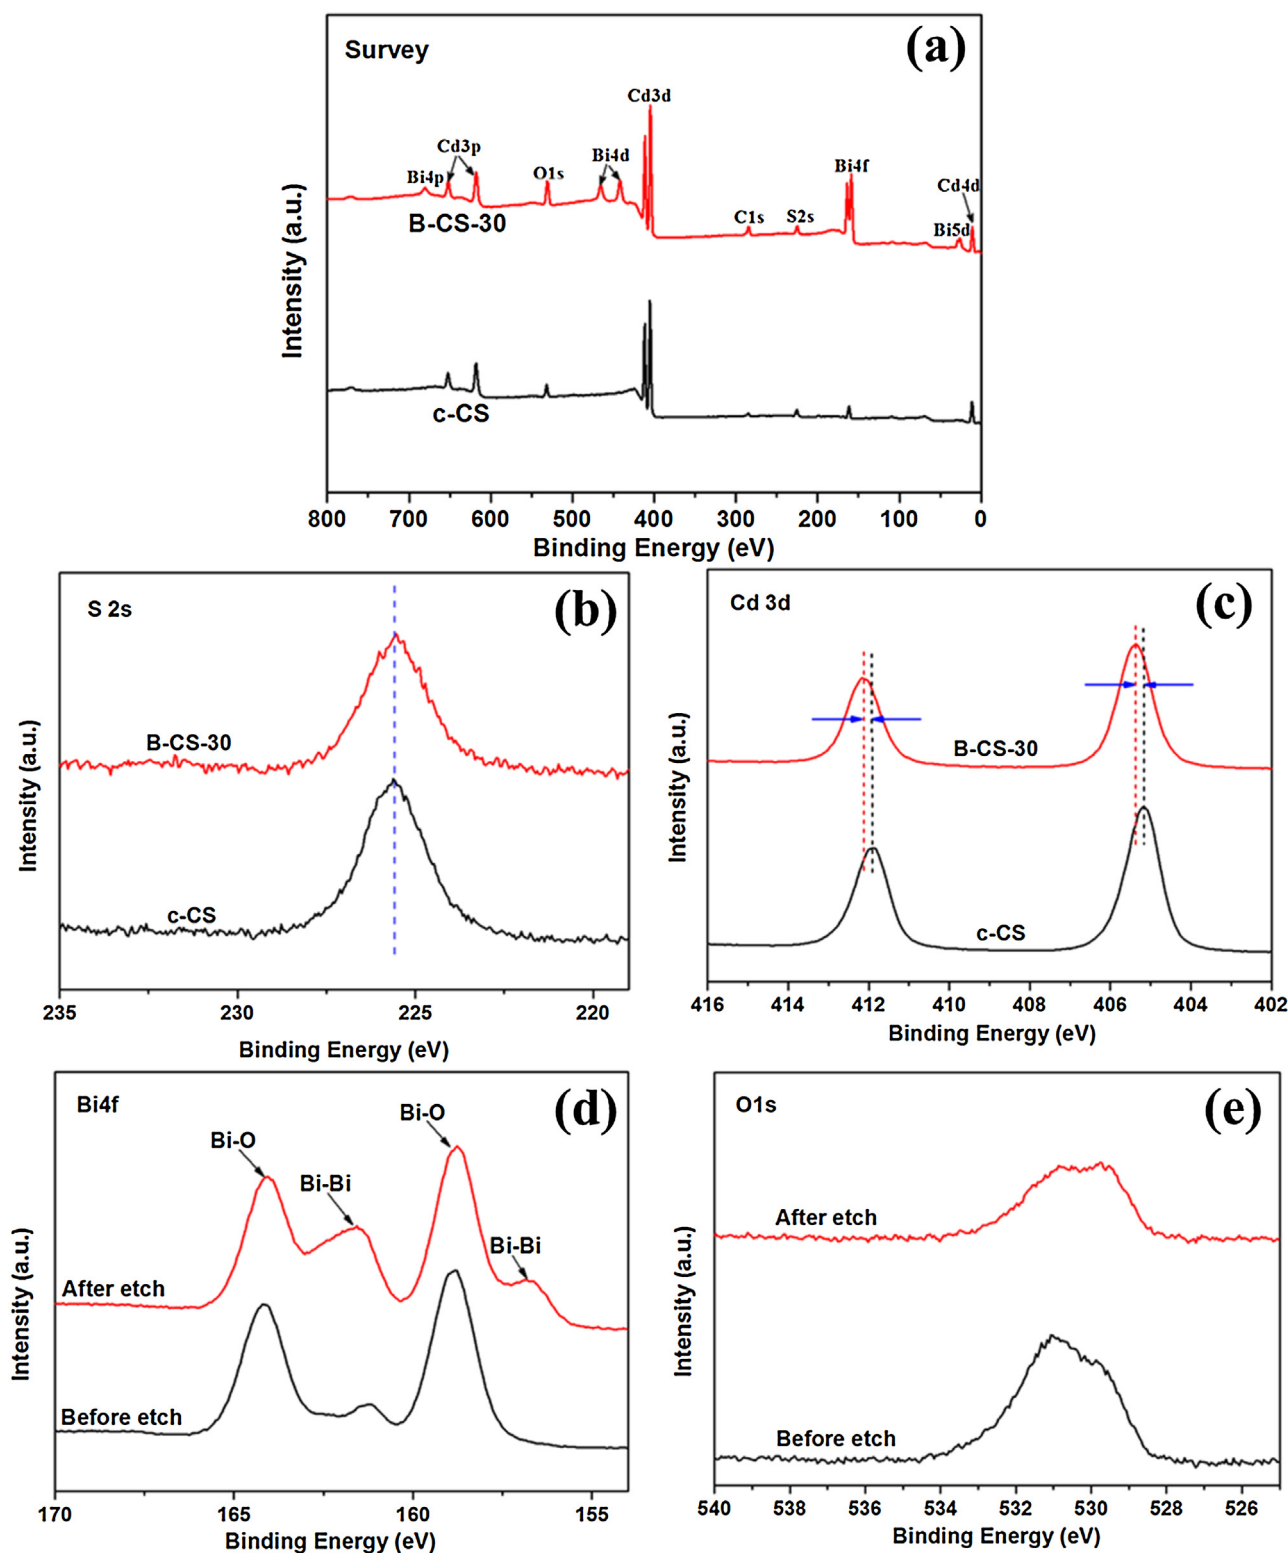 Survey
(a)
Cd3d
Cd3p
Bi4p
O1s
Bi4d
Bi4f
Cd4d
C1s
S2s
Bi5d
B-CS-30
c-CS
Intensity (a.u.)
800 700 600 500 400 300 200 100 0
Binding Energy (eV)
S 2s
(b)
B-CS-30
c-CS
Intensity (a.u.)
235 230 225 220
Binding Energy (eV)
Cd 3d
(c)
B-CS-30
c-CS
Intensity (a.u.)
416 414 412 410 408 406 404 402
Binding Energy (eV)
Bi4f
(d)
Bi-O
Bi-O
Bi-Bi
Bi-Bi
After etch
Before etch
Intensity (a.u.)
170 165 160 155
Binding Energy (eV)
O1s
(e)
After etch
Before etch
Intensity (a.u.)
540 538 536 534 532 530 528 526
Binding Energy (eV)